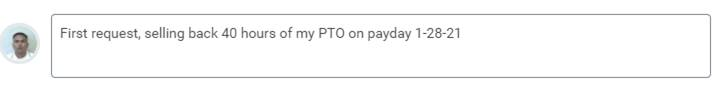 First request, selling back 40 hours of my PTO on payday 1-28-21